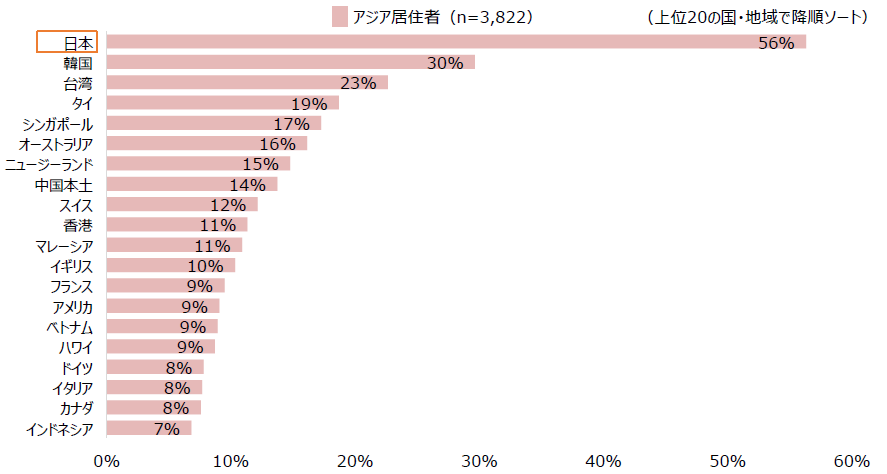 アジア居住者（n=3,822） （上位20の国・地域で降順ソート）
日本 56%
韓国 30%
台湾 23%
タイ 19%
シンガポール 17%
オーストラリア 16%
ニュージーランド 15%
中国本土 14%
スイス 12%
香港 11%
マレーシア 11%
イギリス 10%
フランス 9%
アメリカ 9%
ベトナム 9%
ハワイ 9%
ドイツ 8%
イタリア 8%
カナダ 8%
インドネシア 7%
0% 10% 20% 30% 40% 50% 60%